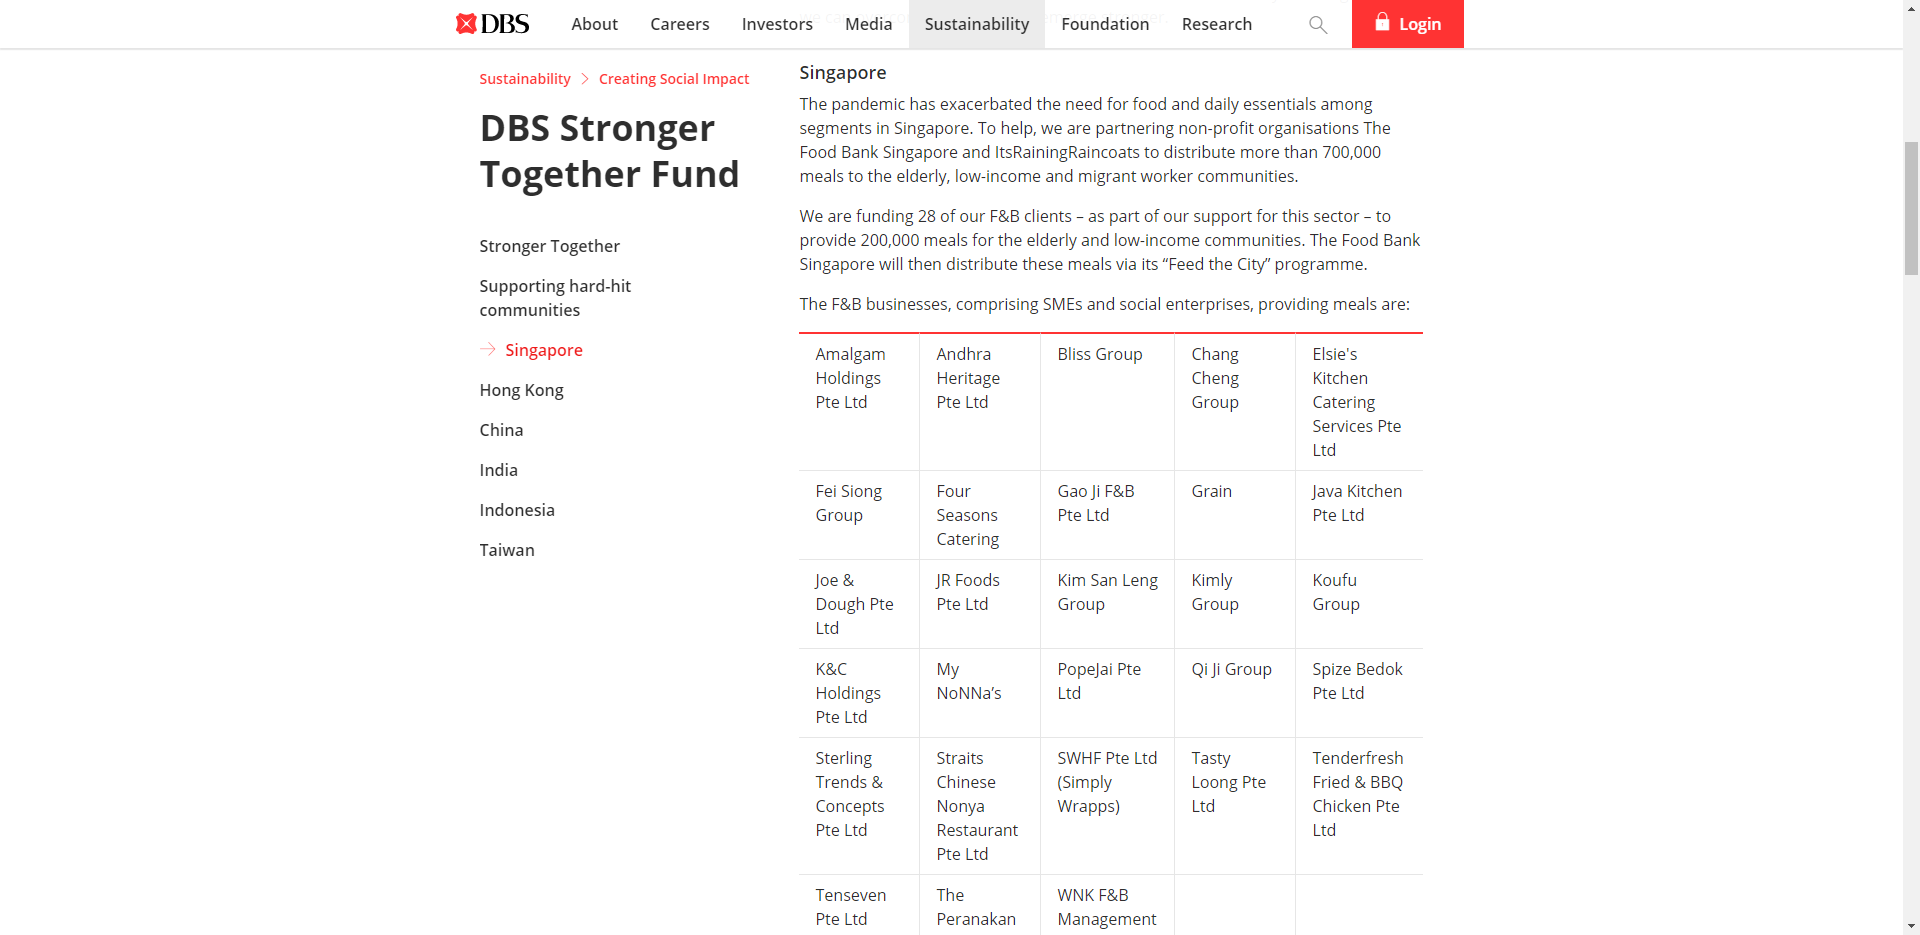 DBS
About
Careers
Investors
Media
Sustainability
Foundation
Research
Login
Sustainability
Creating Social Impact
DBS Stronger
Together Fund
Stronger Together
Supporting hard-hit
communities
Singapore
Hong Kong
China
India
Indonesia
Taiwan
Singapore
The pandemic has exacerbated the need for food and daily essentials among
segments in Singapore. To help, we are partnering non-profit organisations The
Food Bank Singapore and ItsRainingRaincoats to distribute more than 700,000
meals to the elderly, low-income and migrant worker communities.
We are funding 28 of our F&B clients – as part of our support for this sector – to
provide 200,000 meals for the elderly and low-income communities. The Food Bank
Singapore will then distribute these meals via its “Feed the City” programme.
The F&B businesses, comprising SMEs and social enterprises, providing meals are:
Amalgam
Holdings
Pte Ltd
Andhra
Heritage
Pte Ltd
Bliss Group
Chang
Cheng
Group
Elsie's
Kitchen
Catering
Services Pte
Ltd
Fei Siong
Group
Four
Seasons
Catering
Gao Ji F&B
Pte Ltd
Grain
Java Kitchen
Pte Ltd
Joe &
Dough Pte
Ltd
JR Foods
Pte Ltd
Kim San Leng
Group
Kimly
Group
Koufu
Group
K&C
Holdings
Pte Ltd
My
NoNNa’s
PopeJai Pte
Ltd
Qi Ji Group
Spize Bedok
Pte Ltd
Sterling
Trends &
Concepts
Pte Ltd
Straits
Chinese
Nonya
Restaurant
Pte Ltd
SWHF Pte Ltd
(Simply
Wrapps)
Tasty
Loong Pte
Ltd
Tenderfresh
Fried & BBQ
Chicken Pte
Ltd
Tenseven
Pte Ltd
The
Peranakan
WNK F&B
Management